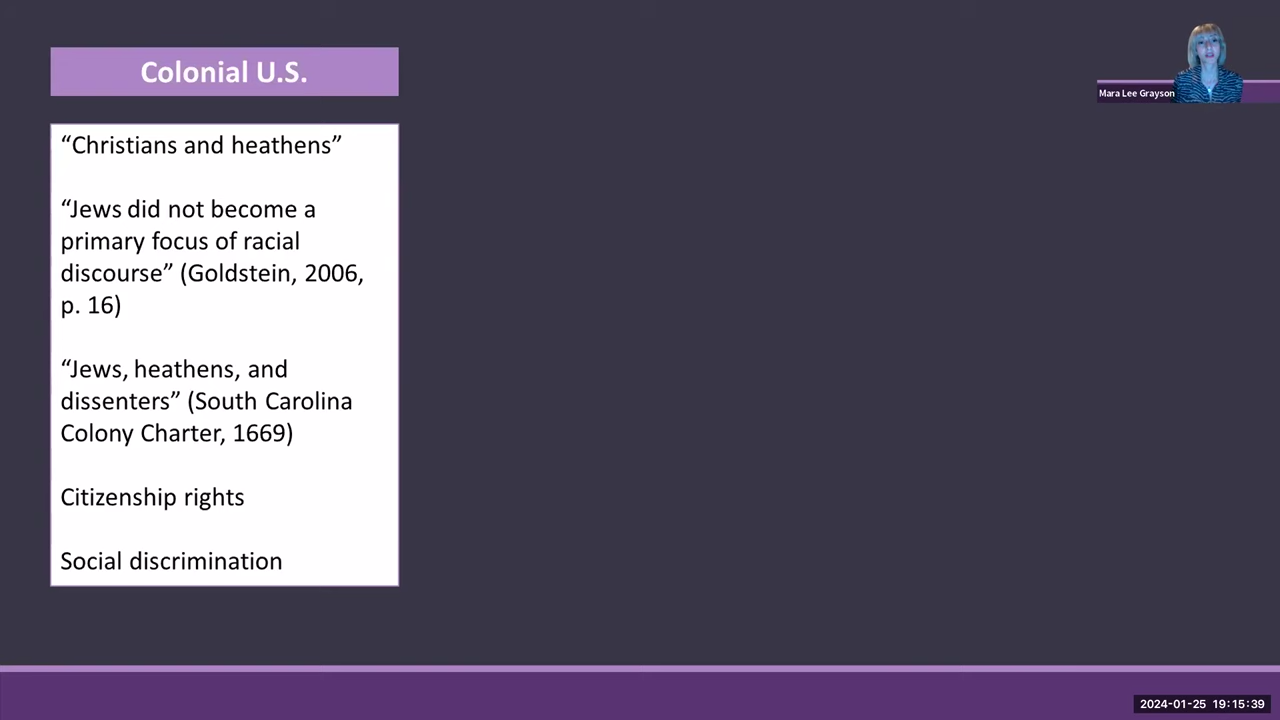 Colonial U.S.
Mara Lee Grayson
“Christians and heathens”
“Jews did not become a
primary focus of racial
discourse” (Goldstein, 2006,
p. 16)
“Jews, heathens, and
dissenters” (South Carolina
Colony Charter, 1669)
Citizenship rights
Social discrimination
2024-01-25 19:15:39